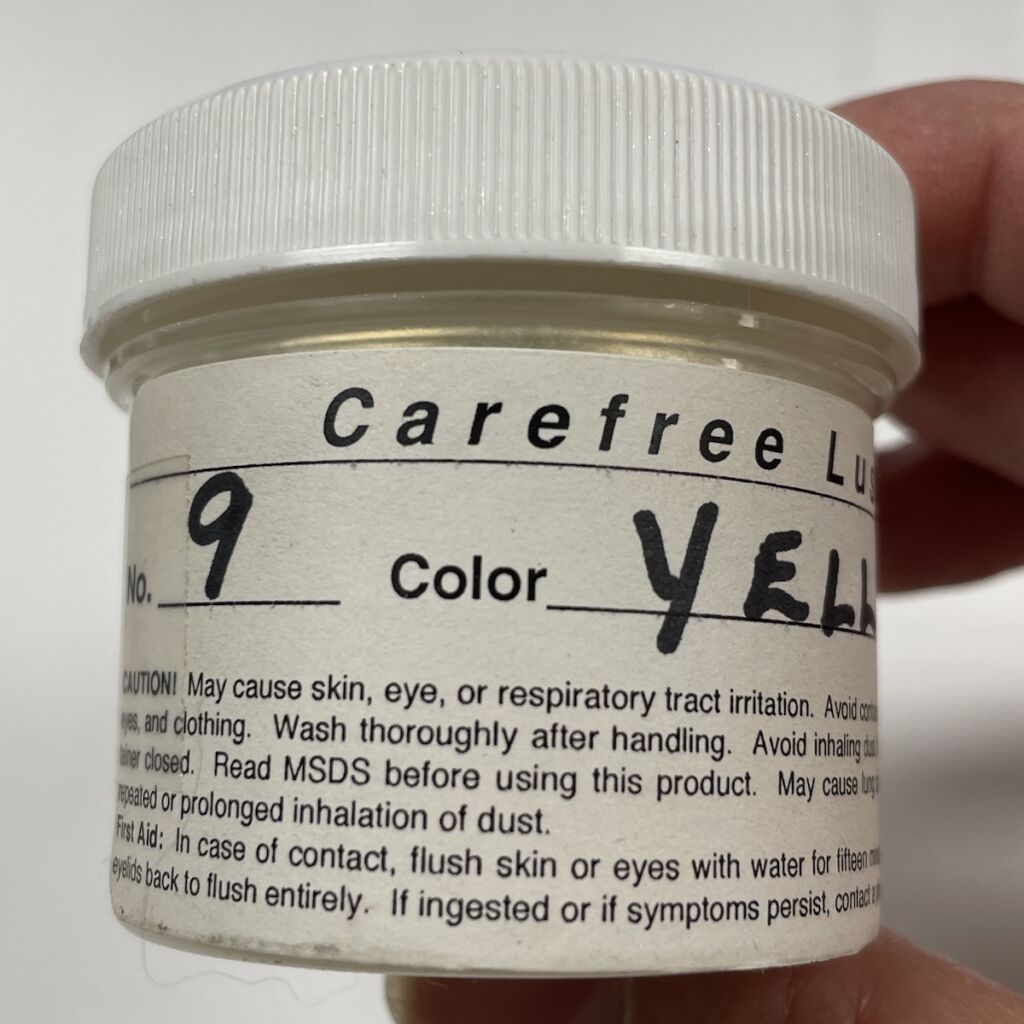 Carefree Lus
No. 9 Color YELL
CAUTION! May cause skin, eye, or respiratory tract irritation. Avoid
eyes, and clothing. Wash thoroughly after handling. Avoid inhaling dust
closed. Read MSDS before using this product. May cause lung
repeated or prolonged inhalation of dust.
First Aid: In case of contact, flush skin or eyes with water for fifteen
eyelids back to flush entirely. If ingested or if symptoms persist, contact a